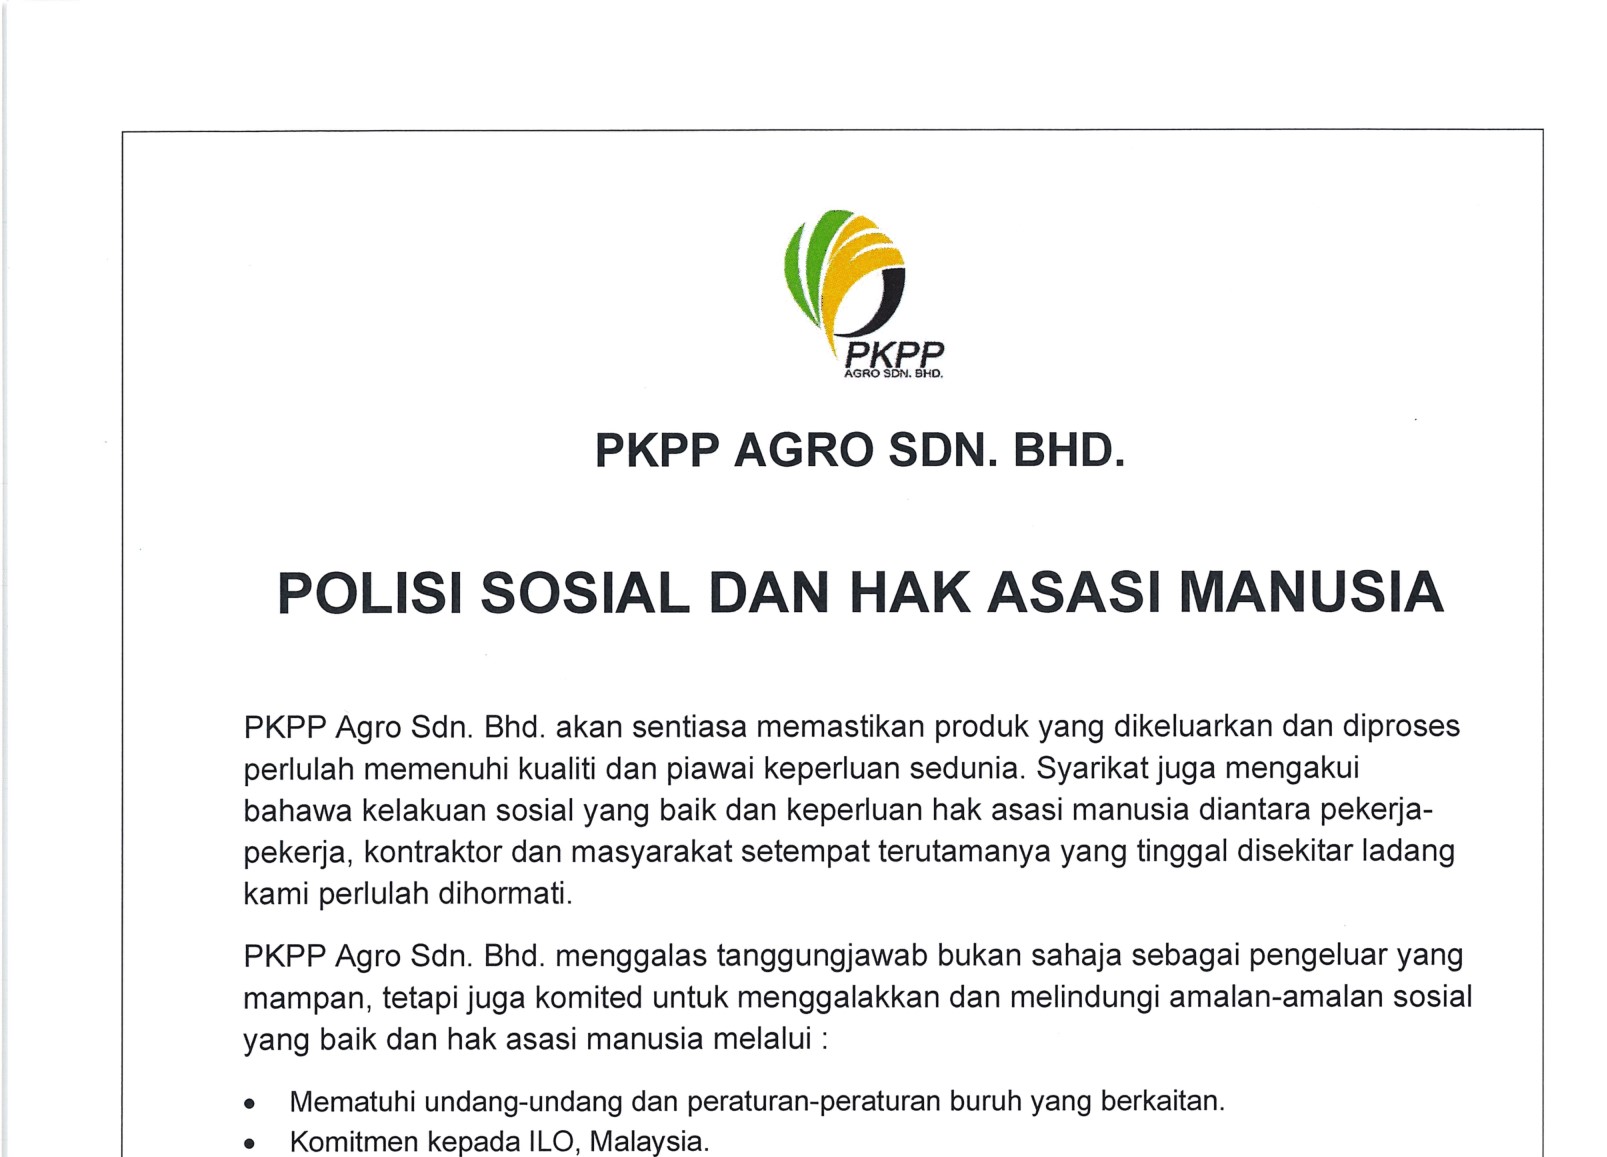 PKPP
AGRO SDN. BHD.
PKPP AGRO SDN. BHD.
POLISI SOSIAL DAN HAK ASASI MANUSIA
PKPP Agro Sdn. Bhd. akan sentiasa memastikan produk yang dikeluarkan dan diproses
perlulah memenuhi kualiti dan piawai keperluan sedunia. Syarikat juga mengakui
bahawa kelakuan sosial yang baik dan keperluan hak asasi manusia diantara pekerja-
pekerja, kontraktor dan masyarakat setempat terutamanya yang tinggal disekitar ladang
kami perlulah dihormati.
PKPP Agro Sdn. Bhd. menggalas tanggungjawab bukan sahaja sebagai pengeluar yang
mampan, tetapi juga komited untuk menggalakkan dan melindungi amalan-amalan sosial
yang baik dan hak asasi manusia melalui :
• Mematuhi undang-undang dan peraturan-peraturan buruh yang berkaitan.
• Komitmen kepada ILO, Malaysia.